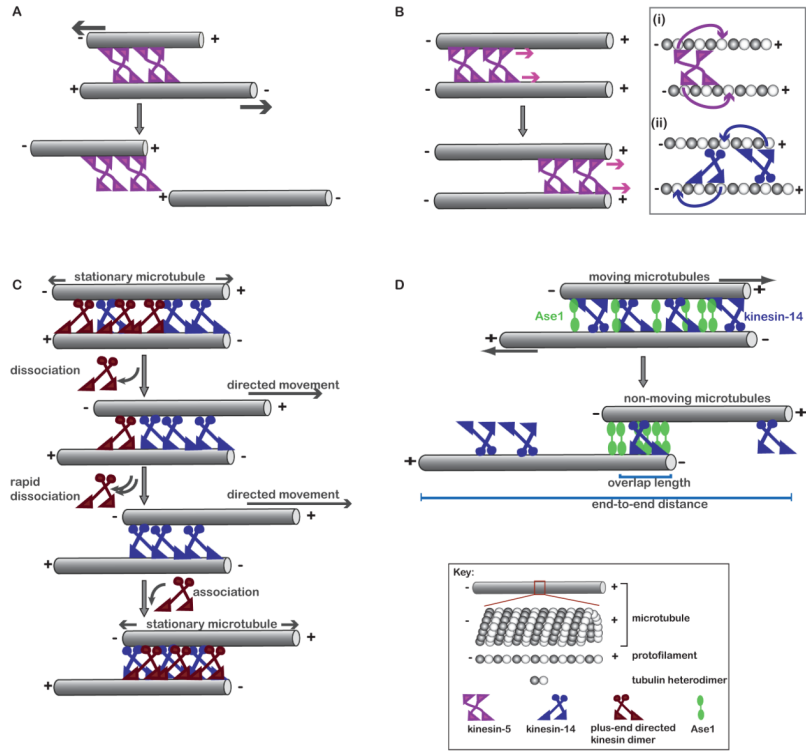 A
-
+
+
-
-
+
+
-
B
-
+
-
+
-
+
-
+
(i)
-
+
-
+
(ii)
-
+
-
+
C
stationary microtubule
-
+
+
-
dissociation
directed movement
-
+
+
-
rapid
dissociation
directed movement
-
+
+
-
association
stationary microtubule
-
+
+
-
D
moving microtubules
-
+
Ase1
kinesin-14
+
-
non-moving microtubules
-
+
+
-
overlap length
end-to-end distance
Key:
-
+
-
+
microtubule
-
+
protofilament
tubulin heterodimer
kinesin-5
kinesin-14
plus-end directed
kinesin dimer
Ase1